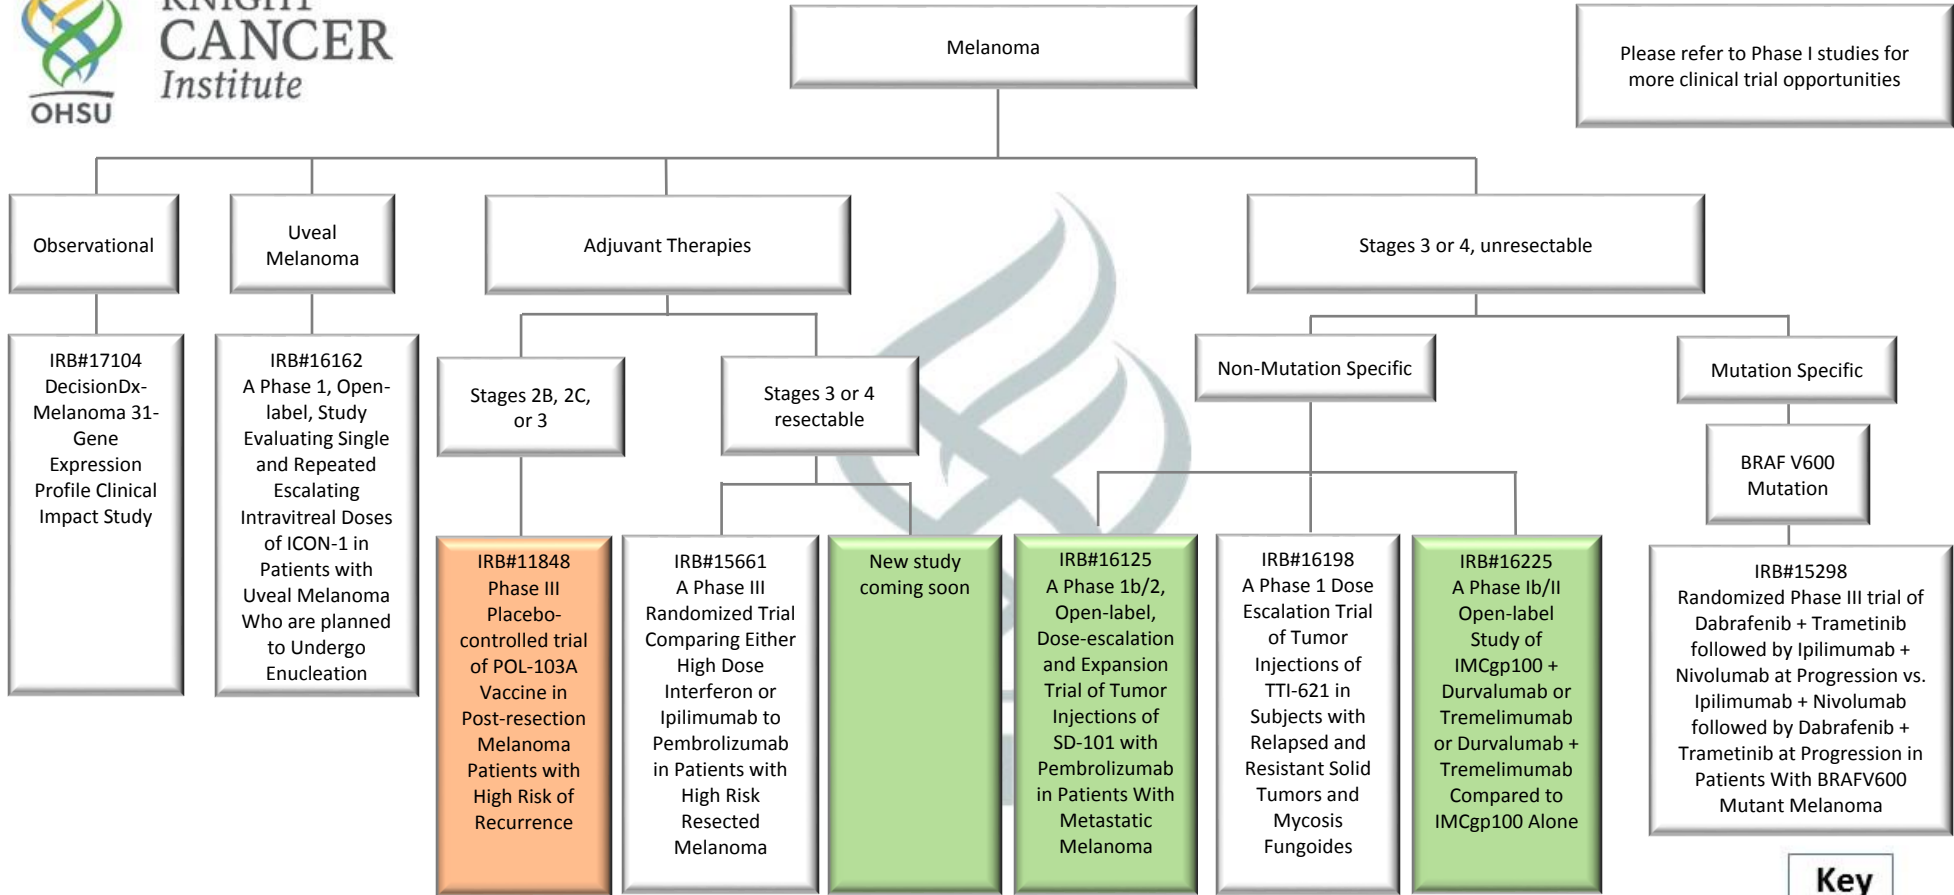 KNIGHT
CANCER
Institute
OHSU
Melanoma
Please refer to Phase I studies for
more clinical trial opportunities
Observational
Uveal
Melanoma
Adjuvant Therapies
Stages 3 or 4, unresectable
IRB#17104
DecisionDx-
Melanoma 31-
Gene
Expression
Profile Clinical
Impact Study
IRB#16162
A Phase 1, Open-
label, Study
Evaluating Single
and Repeated
Escalating
Intravitreal Doses
of ICON-1 in
Patients with
Uveal Melanoma
Who are planned
to Undergo
Enucleation
Stages 2B, 2C,
or 3
Stages 3 or 4
resectable
Non-Mutation Specific
Mutation Specific
BRAF V600
Mutation
IRB#11848
Phase III
Placebo-
controlled trial
of POL-103A
Vaccine in
Post-resection
Melanoma
Patients with
High Risk of
Recurrence
IRB#15661
A Phase III
Randomized Trial
Comparing Either
High Dose
Interferon or
Ipilimumab to
Pembrolizumab
in Patients with
High Risk
Resected
Melanoma
New study
coming soon
IRB#16125
A Phase 1b/2,
Open-label,
Dose-escalation
and Expansion
Trial of Tumor
Injections of
SD-101 with
Pembrolizumab
in Patients With
Metastatic
Melanoma
IRB#16198
A Phase 1 Dose
Escalation Trial
of Tumor
Injections of
TTI-621 in
Subjects with
Relapsed and
Resistant Solid
Tumors and
Mycosis
Fungoides
IRB#16225
A Phase Ib/II
Open-label
Study of
IMCgp100 +
Durvalumab or
Tremelimumab
or Durvalumab +
Tremelimumab
Compared to
IMCgp100 Alone
IRB#15298
Randomized Phase III trial of
Dabrafenib + Trametinib
followed by Ipilimumab +
Nivolumab at Progression vs.
Ipilimumab + Nivolumab
followed by Dabrafenib +
Trametinib at Progression in
Patients With BRAFV600
Mutant Melanoma
Key